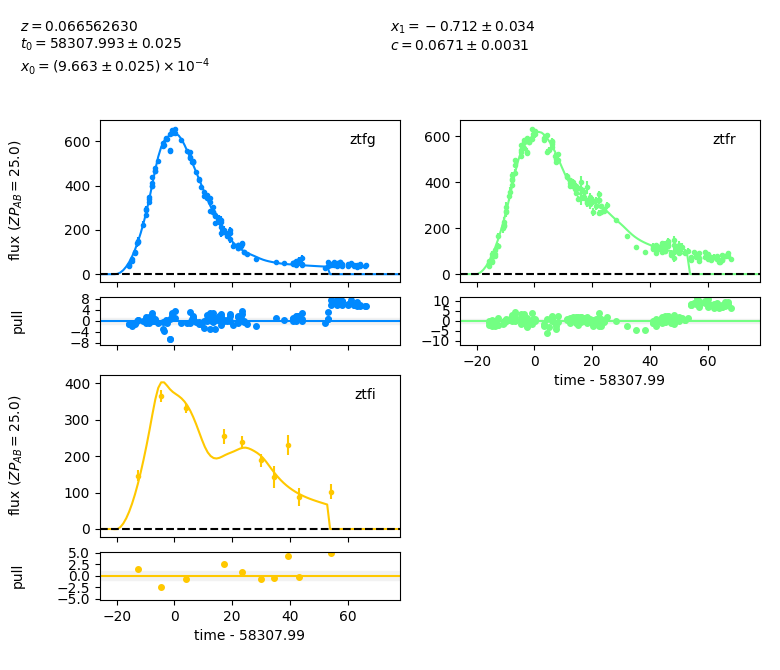 z = 0.066562630
t₀ = 58307.993 ± 0.025
x₀ = (9.663 ± 0.025) × 10⁻⁴
x₁ = −0.712 ± 0.034
c = 0.0671 ± 0.0031
ztfg
flux (ZP_AB = 25.0)
600
400
200
0
pull
8
4
0
−4
−8
ztfr
600
400
200
0
10
5
0
−5
−10
−20 0 20 40 60
time - 58307.99
ztfi
flux (ZP_AB = 25.0)
400
300
200
100
0
pull
5.0
2.5
0.0
−2.5
−5.0
−20 0 20 40 60
time - 58307.99